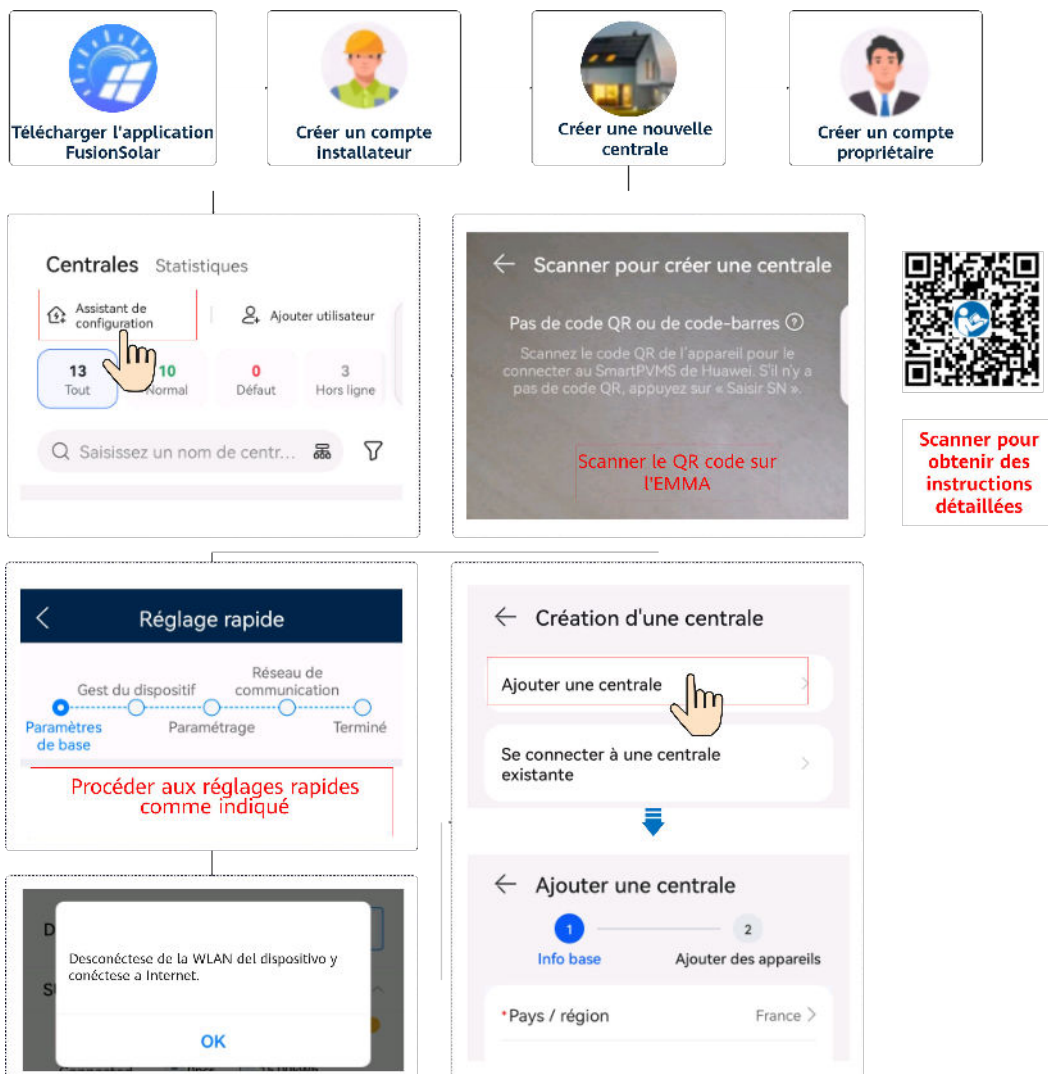 Télécharger l'application
FusionSolar
Créer un compte
installateur
Créer une nouvelle
centrale
Créer un compte
propriétaire
Centrales Statistiques
Assistant de
configuration
Ajouter utilisateur
13
Tout
10
Normal
0
Défaut
3
Hors ligne
Saisissez un nom de centr...
Scanner pour créer une centrale
Pas de code QR ou de code-barres
Scannez le code QR de l'appareil pour le
connecter au SmartPVMS de Huawei. S'il n'y a
pas de code QR, appuyez sur « Saisir SN ».
Scanner le QR code sur
l'EMMA
Scanner pour
obtenir des
instructions
détaillées
Réglage rapide
Gest du dispositif
Réseau de
communication
Paramètres
de base
Paramétrage
Terminé
Procéder aux réglages rapides
comme indiqué
Création d'une centrale
Ajouter une centrale
Se connecter à une centrale
existante
Desconéctese de la WLAN del dispositivo y
conéctese a Internet.
OK
Ajouter une centrale
1
2
Info base
Ajouter des appareils
*Pays / région
France